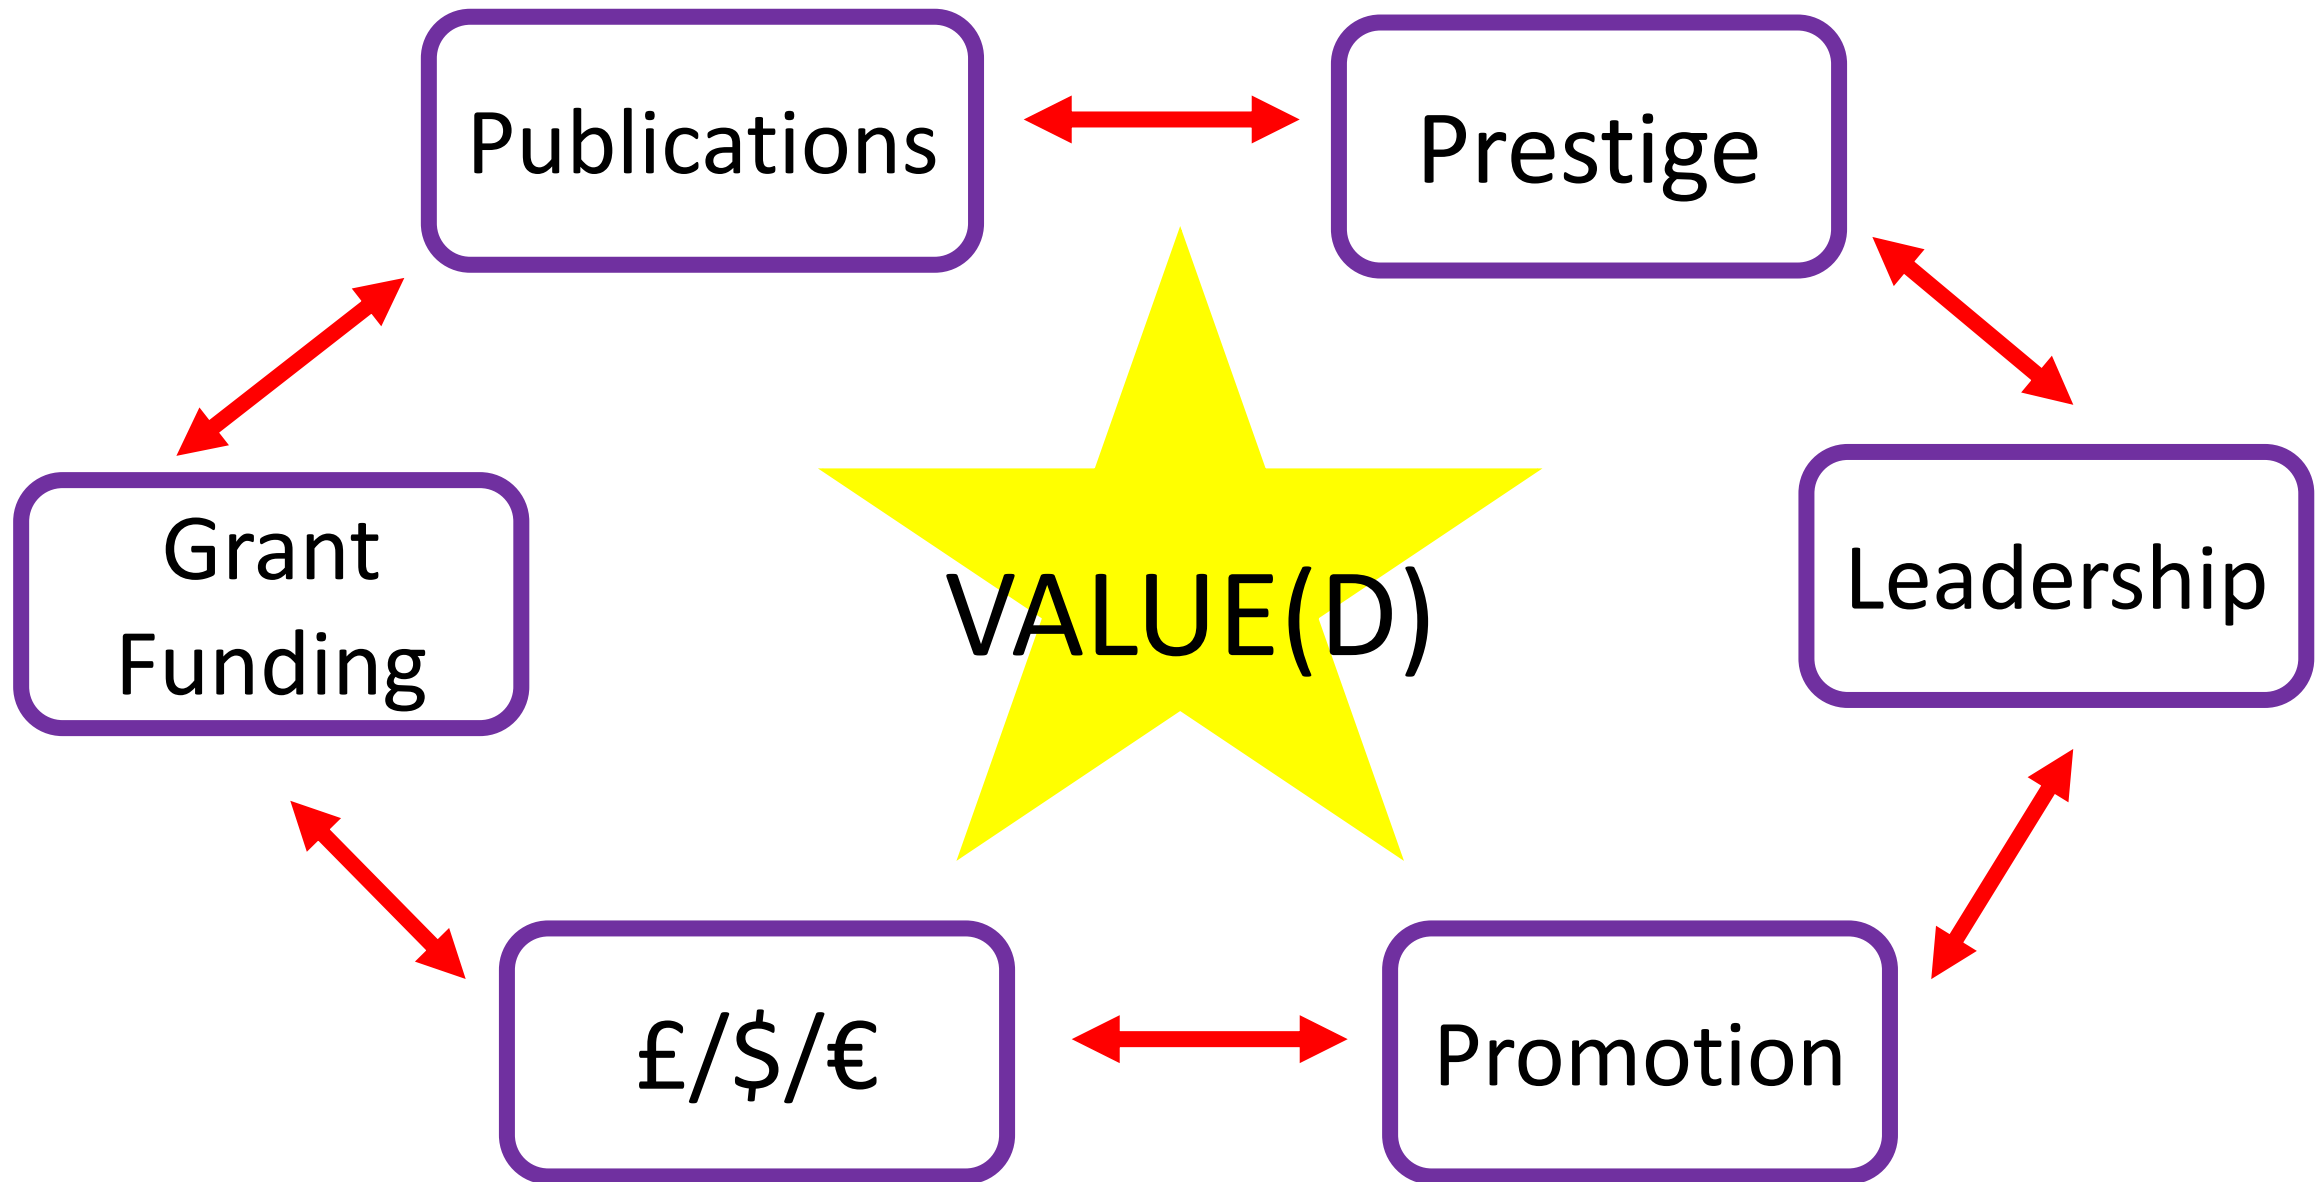 Publications
Prestige
Grant
Funding
VALUE(D)
Leadership
£/$/€
Promotion